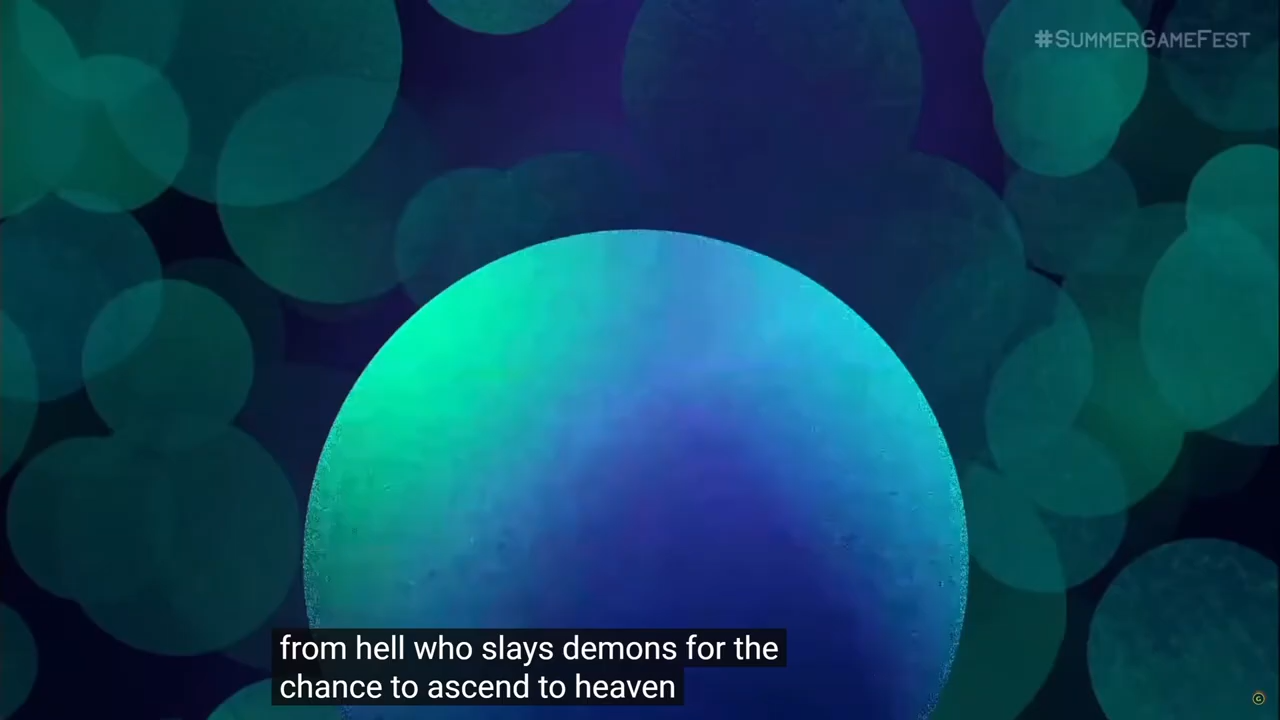 #SUMMERGAMEFEST
from hell who slays demons for the
chance to ascend to heaven